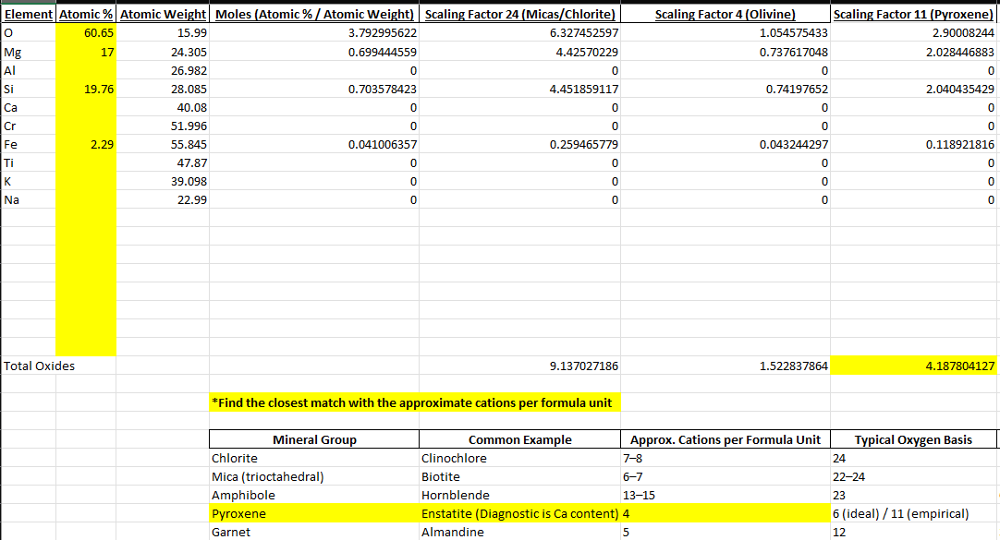 Element Atomic % Atomic Weight Moles (Atomic % / Atomic Weight) Scaling Factor 24 (Micas/Chlorite) Scaling Factor 4 (Olivine) Scaling Factor 11 (Pyroxene)
O 60.65 15.99 3.792995622 6.327452597 1.054575433 2.90008244
Mg 17 24.305 0.699444559 4.42570229 0.737617048 2.028446883
Al 26.982 0 0 0 0
Si 19.76 28.085 0.703578423 4.451859117 0.74197652 2.040435429
Ca 40.08 0 0 0 0
Cr 51.996 0 0 0 0
Fe 2.29 55.845 0.041006357 0.259465779 0.043244297 0.118921816
Ti 47.87 0 0 0 0
K 39.098 0 0 0 0
Na 22.99 0 0 0 0
Total Oxides 9.137027186 1.522837864 4.187804127
*Find the closest match with the approximate cations per formula unit
Mineral Group Common Example Approx. Cations per Formula Unit Typical Oxygen Basis
Chlorite Clinochlore 7–8 24
Mica (trioctahedral) Biotite 6–7 22–24
Amphibole Hornblende 13–15 23
Pyroxene Enstatite (Diagnostic is Ca content) 4 6 (ideal) / 11 (empirical)
Garnet Almandine 5 12